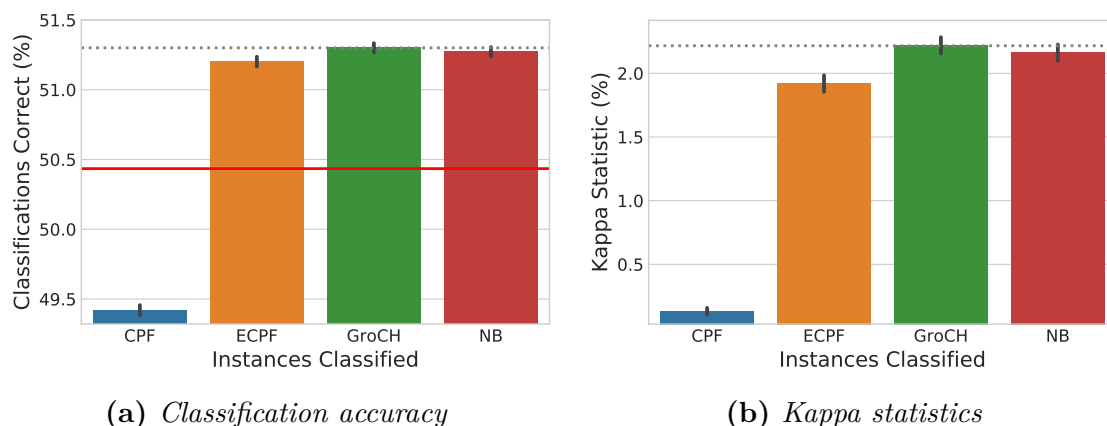 Classifications Correct (%)
51.5
51.0
50.5
50.0
49.5
CPF ECPF GroCH NB
Instances Classified
(a) Classification accuracy
Kappa Statistic (%)
2.0
1.5
1.0
0.5
CPF ECPF GroCH NB
Instances Classified
(b) Kappa statistics